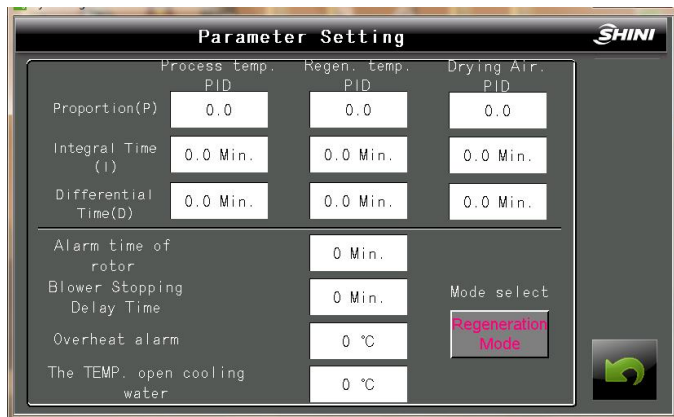 Parameter Setting
SHINI
Process temp. Regen. temp. Drying Air.
PID PID PID
Proportion(P) 0.0 0.0 0.0
Integral Time
(I) 0.0 Min. 0.0 Min. 0.0 Min.
Differential
Time(D) 0.0 Min. 0.0 Min. 0.0 Min.
Alarm time of
rotor 0 Min.
Blower Stopping
Delay Time 0 Min.
Mode select
Regeneration
Mode
Overheat alarm 0 ℃
The TEMP. open cooling
water 0 ℃